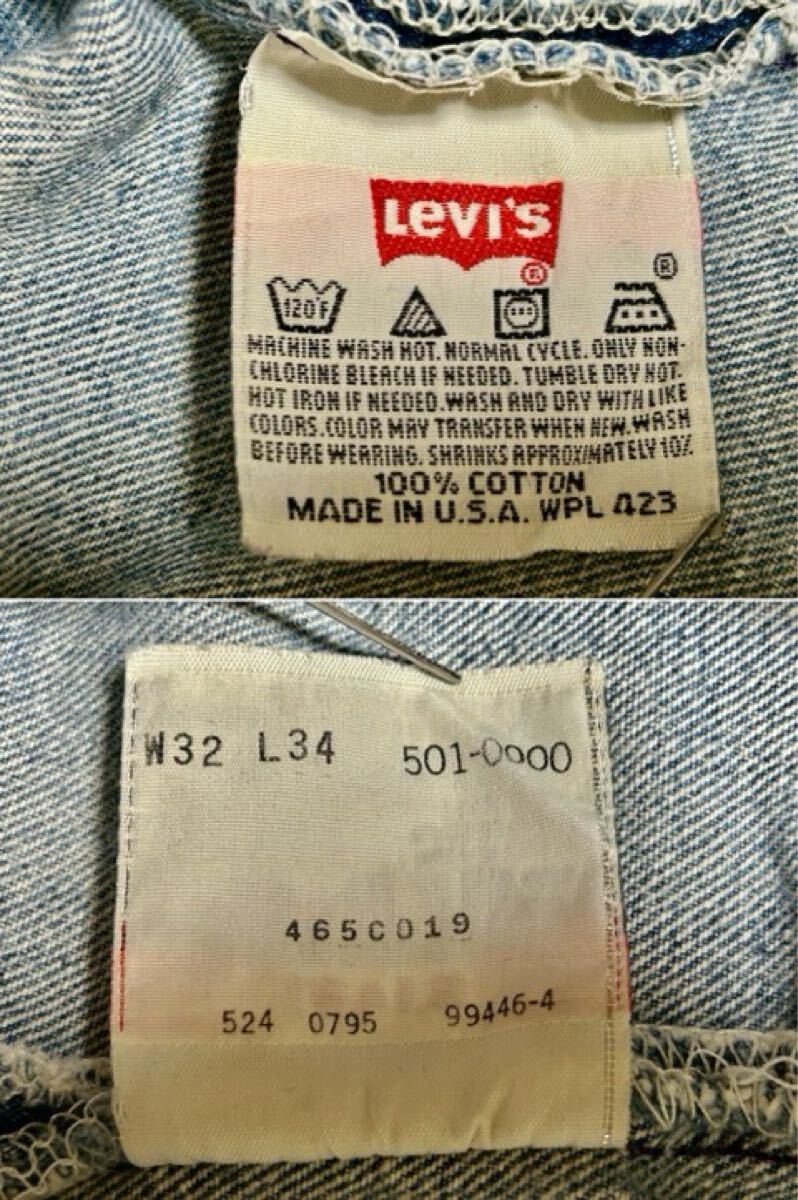 LEVI'S
®
®
120°F
MACHINE WASH HOT. NORMAL CYCLE. ONLY NON-
CHLORINE BLEACH IF NEEDED. TUMBLE DRY HOT.
HOT IRON IF NEEDED. WASH AND DRY WITH LIKE
COLORS. COLOR MAY TRANSFER WHEN NEW. WASH
BEFORE WEARING. SHRINKS APPROXIMATELY 10%
100% COTTON
MADE IN U.S.A. WPL 423
W32 L34 501-0000
465C019
524 0795 99446-4